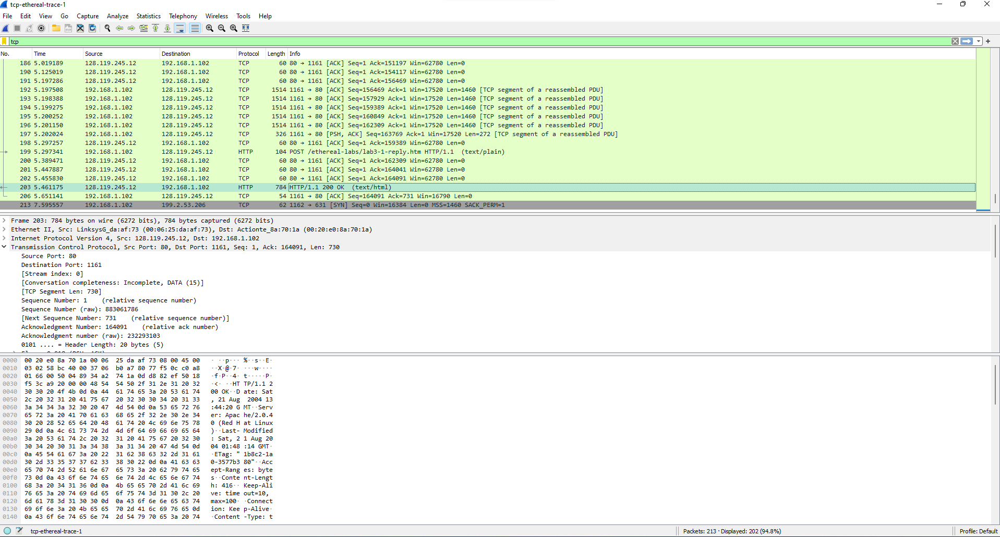 tcp-ethereal-trace-1
File Edit View Go Capture Analyze Statistics Telephony Wireless Tools Help
tcp
No. Time Source Destination Protocol Length Info
186 5.019189 128.119.245.12 192.168.1.102 TCP 60 80 → 1161 [ACK] Seq=1 Ack=151197 Win=62780 Len=0
190 5.125019 128.119.245.12 192.168.1.102 TCP 60 80 → 1161 [ACK] Seq=1 Ack=154117 Win=62780 Len=0
191 5.197286 128.119.245.12 192.168.1.102 TCP 60 80 → 1161 [ACK] Seq=1 Ack=156469 Win=62780 Len=0
192 5.197508 192.168.1.102 128.119.245.12 TCP 1514 1161 → 80 [ACK] Seq=156469 Ack=1 Win=17520 Len=1460 [TCP segment of a reassembled PDU]
193 5.198388 192.168.1.102 128.119.245.12 TCP 1514 1161 → 80 [ACK] Seq=157929 Ack=1 Win=17520 Len=1460 [TCP segment of a reassembled PDU]
194 5.199275 192.168.1.102 128.119.245.12 TCP 1514 1161 → 80 [ACK] Seq=159389 Ack=1 Win=17520 Len=1460 [TCP segment of a reassembled PDU]
195 5.200252 192.168.1.102 128.119.245.12 TCP 1514 1161 → 80 [ACK] Seq=160849 Ack=1 Win=17520 Len=1460 [TCP segment of a reassembled PDU]
196 5.201150 192.168.1.102 128.119.245.12 TCP 1514 1161 → 80 [ACK] Seq=162309 Ack=1 Win=17520 Len=1460 [TCP segment of a reassembled PDU]
197 5.202024 192.168.1.102 128.119.245.12 TCP 326 1161 → 80 [PSH, ACK] Seq=163769 Ack=1 Win=17520 Len=272 [TCP segment of a reassembled PDU]
198 5.297257 128.119.245.12 192.168.1.102 TCP 60 80 → 1161 [ACK] Seq=1 Ack=159389 Win=62780 Len=0
199 5.297341 192.168.1.102 128.119.245.12 HTTP 104 POST /ethereal-labs/lab3-1-reply.htm HTTP/1.1 (text/plain)
200 5.389471 128.119.245.12 192.168.1.102 TCP 60 80 → 1161 [ACK] Seq=1 Ack=162309 Win=62780 Len=0
201 5.447887 128.119.245.12 192.168.1.102 TCP 60 80 → 1161 [ACK] Seq=1 Ack=164041 Win=62780 Len=0
202 5.455830 128.119.245.12 192.168.1.102 TCP 60 80 → 1161 [ACK] Seq=1 Ack=164091 Win=62780 Len=0
203 5.461175 128.119.245.12 192.168.1.102 HTTP 784 HTTP/1.1 200 OK (text/html)
206 5.651141 192.168.1.102 128.119.245.12 TCP 54 1161 → 80 [ACK] Seq=164091 Ack=731 Win=16790 Len=0
213 7.595557 192.168.1.102 199.2.53.206 TCP 62 1162 → 631 [SYN] Seq=0 Win=16384 Len=0 MSS=1460 SACK_PERM=1
Frame 203: 784 bytes on wire (6272 bits), 784 bytes captured (6272 bits)
Ethernet II, Src: LinksysG_da:af:73 (00:06:25:da:af:73), Dst: Actionte_8a:70:1a (00:20:e0:8a:70:1a)
Internet Protocol Version 4, Src: 128.119.245.12, Dst: 192.168.1.102
Transmission Control Protocol, Src Port: 80, Dst Port: 1161, Seq: 1, Ack: 164091, Len: 730
Source Port: 80
Destination Port: 1161
[Stream index: 0]
[Conversation completeness: Incomplete, DATA (15)]
[TCP Segment Len: 730]
Sequence Number: 1 (relative sequence number)
Sequence Number (raw): 883061786
[Next Sequence Number: 731 (relative sequence number)]
Acknowledgment Number: 164091 (relative ack number)
Acknowledgment number (raw): 232293103
0101 .... = Header Length: 20 bytes (5)
0000 00 20 e0 8a 70 1a 00 06 25 da af 73 08 00 45 00 · ··p··· %··s··E·
0010 03 02 58 bc 40 00 37 06 b0 a7 80 77 f5 0c c0 a8 ··X·@·7· ···w····
0020 01 66 00 50 04 89 34 a2 74 1a 0d d8 82 ef 50 18 ·f·P··4· t·····P·
0030 f5 3c a9 20 00 00 48 54 54 50 2f 31 2e 31 20 32 ·<· ··HT TP/1.1 2
0040 30 30 20 4f 4b 0d 0a 44 61 74 65 3a 20 53 61 74 00 OK··D ate: Sat
0050 2c 20 32 31 20 41 75 67 20 32 30 30 34 20 31 33 , 21 Aug 2004 13
0060 3a 34 34 3a 32 30 20 47 4d 54 0d 0a 53 65 72 76 :44:20 G MT··Serv
0070 65 72 3a 20 41 70 61 63 68 65 2f 32 2e 30 2e 34 er: Apac he/2.0.4
0080 30 20 28 52 65 64 20 48 61 74 20 4c 69 6e 75 78 0 (Red H at Linux
0090 29 0d 0a 4c 61 73 74 2d 4d 6f 64 69 66 69 65 64 )··Last- Modified
00a0 3a 20 53 61 74 2c 20 32 31 20 41 75 67 20 32 30 : Sat, 2 1 Aug 20
00b0 30 34 20 30 31 3a 34 38 3a 31 34 20 47 4d 54 0d 04 01:48 :14 GMT·
00c0 0a 45 54 61 67 3a 20 22 31 62 38 63 32 2d 31 61 ·ETag: " 1b8c2-1a
00d0 30 2d 33 35 37 37 62 33 38 30 22 0d 0a 41 63 63 0-3577b3 80"··Acc
00e0 65 70 74 2d 52 61 6e 67 65 73 3a 20 62 79 74 65 ept-Rang es: byte
00f0 73 0d 0a 43 6f 6e 74 65 6e 74 2d 4c 65 6e 67 74 s··Conte nt-Lengt
0100 68 3a 20 34 31 36 0d 0a 4b 65 65 70 2d 41 6c 69 h: 416·· Keep-Ali
0110 76 65 3a 20 74 69 6d 65 6f 75 74 3d 31 30 2c 20 ve: time out=10,
0120 6d 61 78 3d 31 30 30 0d 0a 43 6f 6e 6e 65 63 74 max=100· ·Connect
0130 69 6f 6e 3a 20 4b 65 65 70 2d 41 6c 69 76 65 0d ion: Kee p-Alive·
0140 0a 43 6f 6e 74 65 6e 74 2d 54 79 70 65 3a 20 74 ·Content -Type: t
tcp-ethereal-trace-1 Packets: 213 · Displayed: 202 (94.8%) Profile: Default